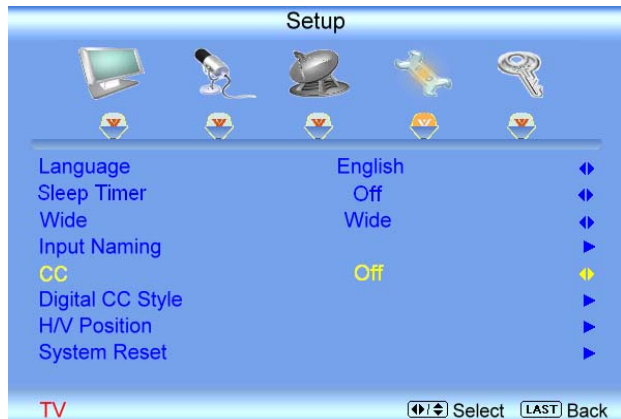 Setup
Language English
Sleep Timer Off
Wide Wide
Input Naming
CC Off
Digital CC Style
H/V Position
System Reset
TV Select LAST Back